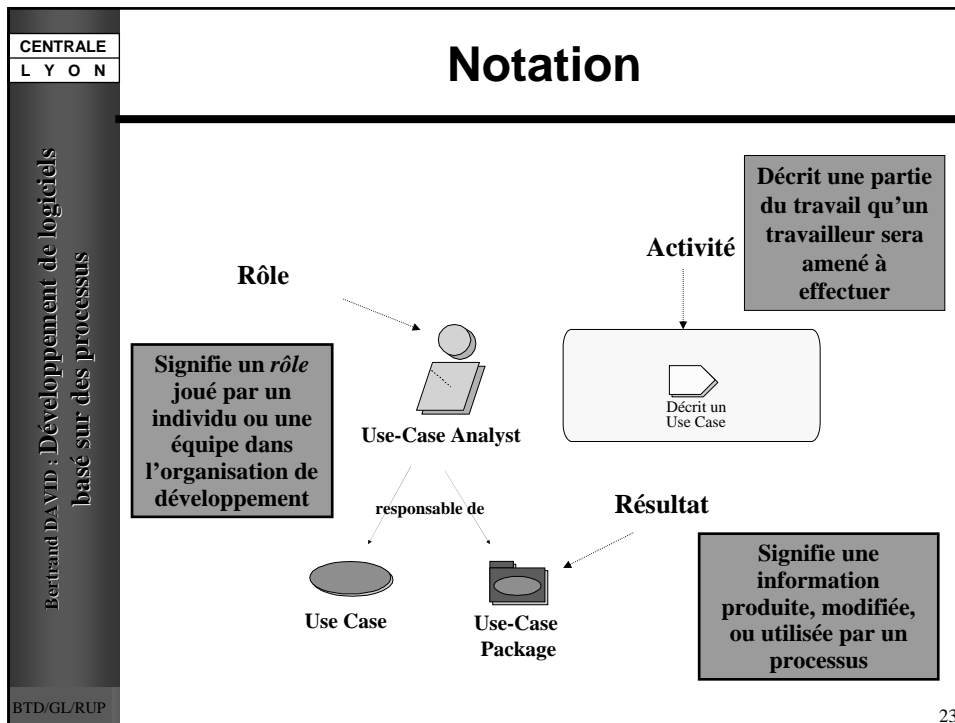 CENTRALE
L Y O N
Notation
Bertrand DAVID : Développement de logiciels
basé sur des processus
Décrit une partie
du travail qu'un
travailleur sera
amené à
effectuer
Activité
Rôle
Signifie un rôle
joué par un
individu ou une
équipe dans
l'organisation de
développement
Use-Case Analyst
Décrit un
Use Case
responsable de
Résultat
Use Case
Use-Case
Package
Signifie une
information
produite, modifiée,
ou utilisée par un
processus
BTD/GL/RUP
23